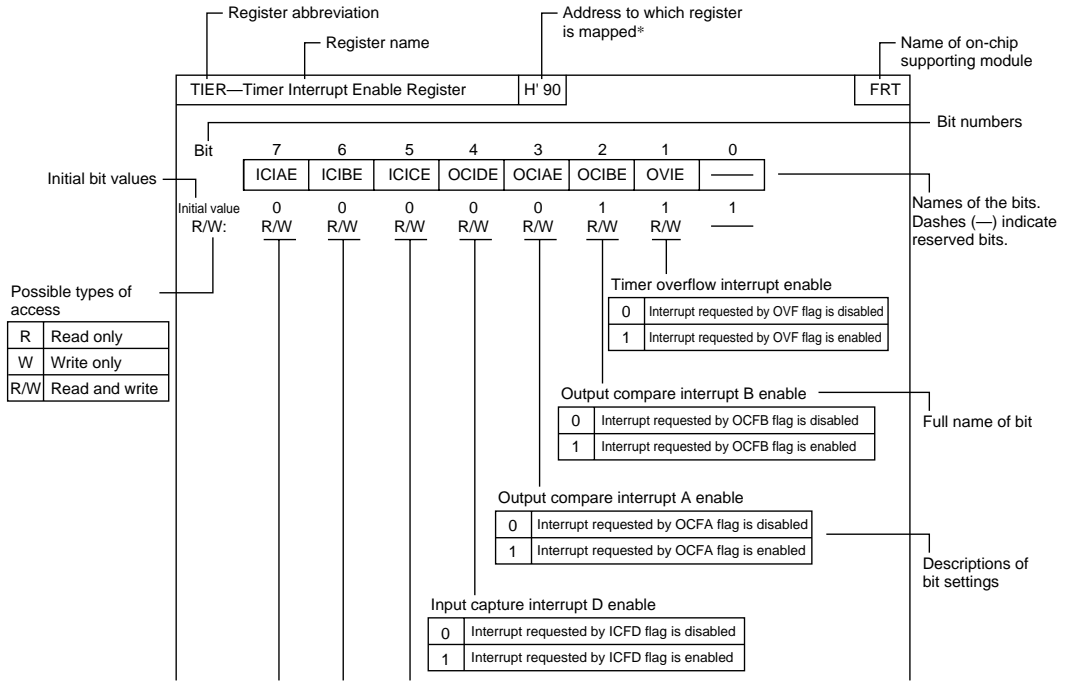 Register abbreviation
Register name
Address to which register
is mapped*
Name of on-chip
supporting module
TIER—Timer Interrupt Enable Register H' 90 FRT
Bit numbers
Bit 7 6 5 4 3 2 1 0
ICIAE ICIBE ICICE OCIDE OCIAE OCIBE OVIE —
Initial bit values
Initial value 0 0 0 0 0 1 1 1
R/W: R/W R/W R/W R/W R/W R/W R/W —
Names of the bits.
Dashes (—) indicate
reserved bits.
Possible types of
access
R Read only
W Write only
R/W Read and write
Timer overflow interrupt enable
0 Interrupt requested by OVF flag is disabled
1 Interrupt requested by OVF flag is enabled
Output compare interrupt B enable
0 Interrupt requested by OCFB flag is disabled
1 Interrupt requested by OCFB flag is enabled
Full name of bit
Output compare interrupt A enable
0 Interrupt requested by OCFA flag is disabled
1 Interrupt requested by OCFA flag is enabled
Descriptions of
bit settings
Input capture interrupt D enable
0 Interrupt requested by ICFD flag is disabled
1 Interrupt requested by ICFD flag is enabled